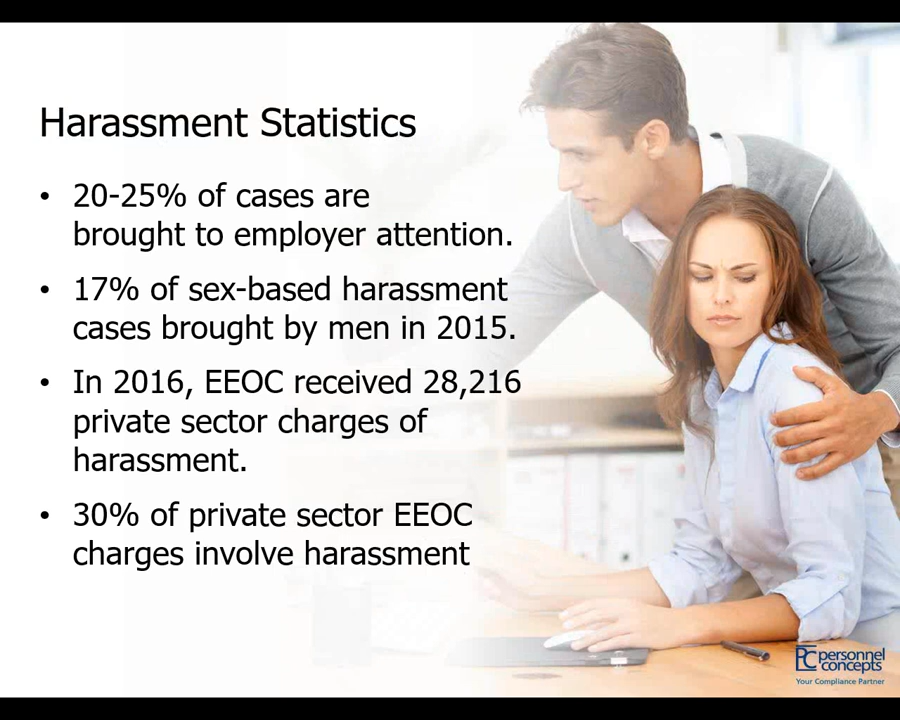 Harassment Statistics
• 20-25% of cases are
brought to employer attention.
• 17% of sex-based harassment
cases brought by men in 2015.
• In 2016, EEOC received 28,216
private sector charges of
harassment.
• 30% of private sector EEOC
charges involve harassment
PC personnel
concepts
Your Compliance Partner